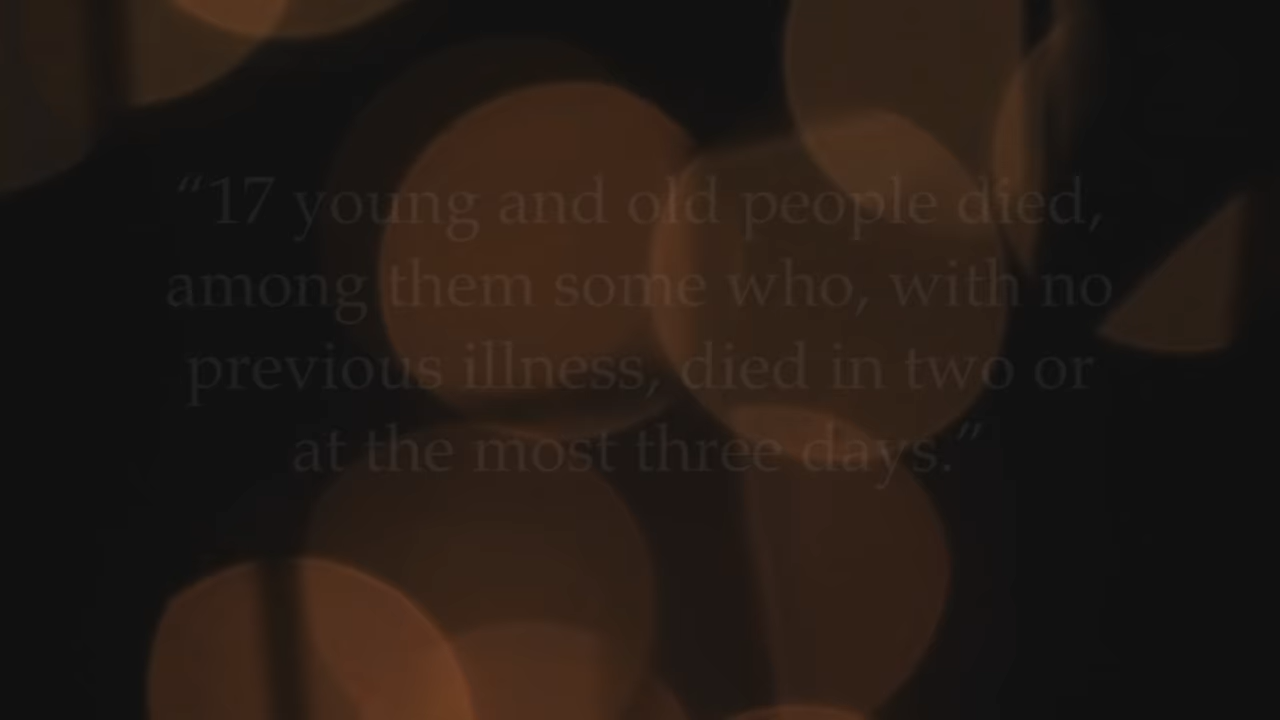 “17 young and old people died,
among them some who, with no
previous illness, died in two or
at the most three days.”